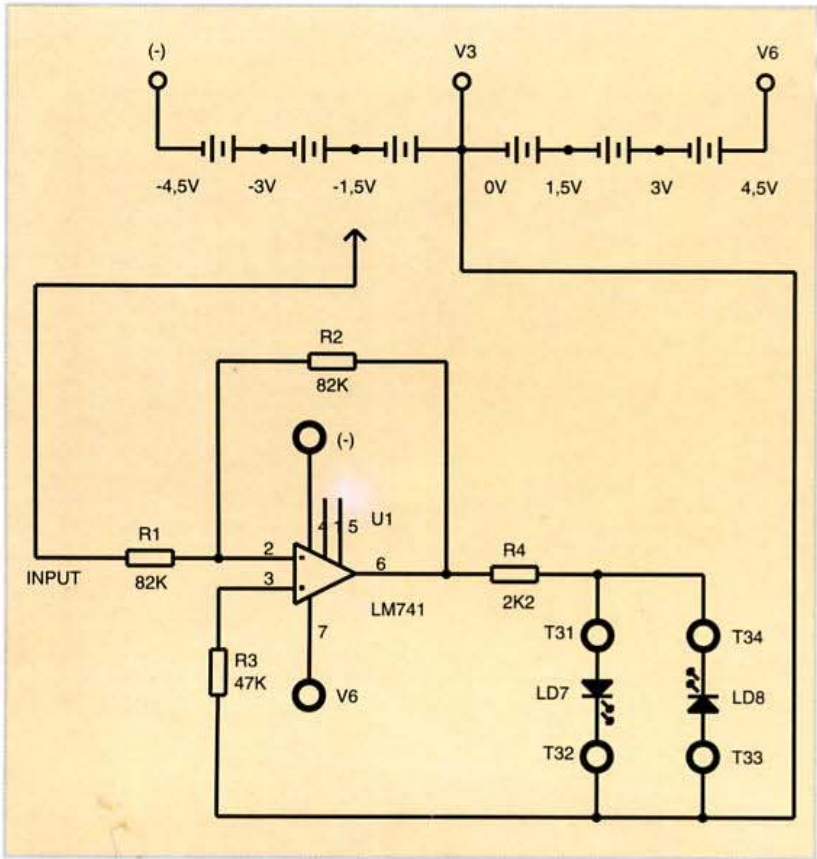 (-) V3 V6
-4,5V -3V -1,5V 0V 1,5V 3V 4,5V
R2
82K
(-)
4 1 5 U1
R1 2 6 R4
INPUT 82K 3 LM741 2K2
7
R3
47K
V6
T31 T34
LD7 LD8
T32 T33